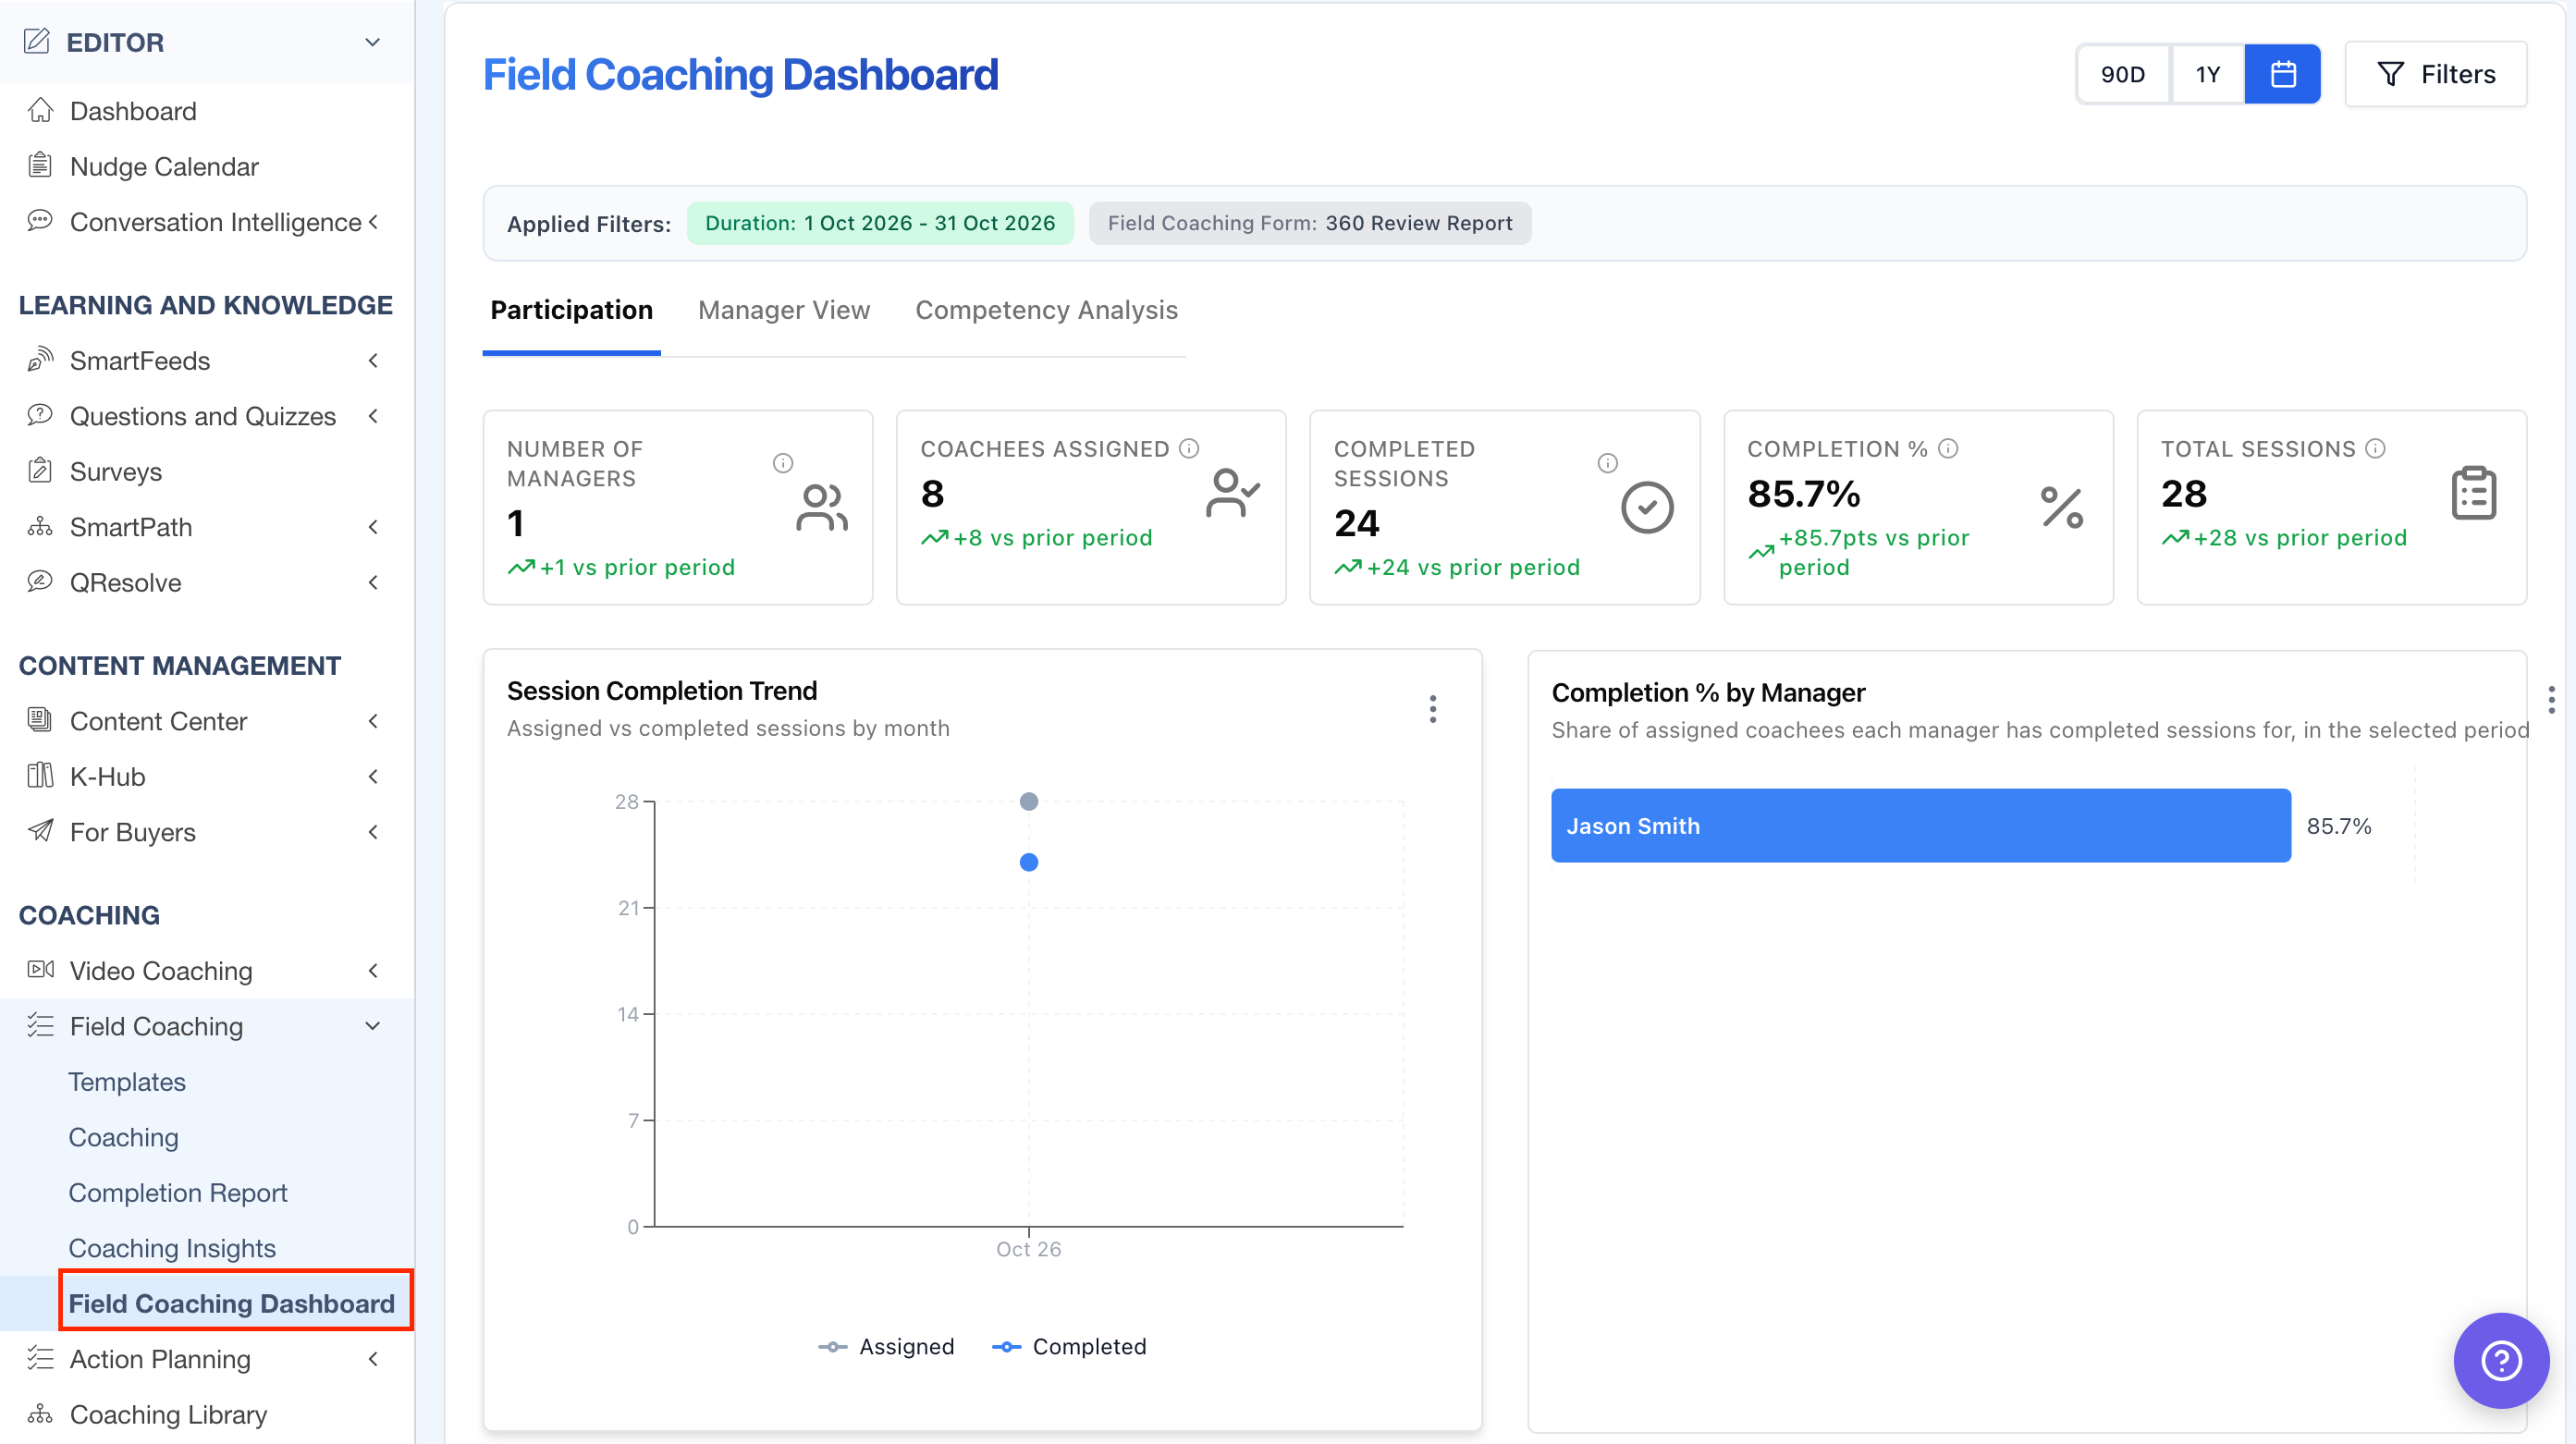 EDITOR
Dashboard
Nudge Calendar
Conversation Intelligence
LEARNING AND KNOWLEDGE
SmartFeeds
Questions and Quizzes
Surveys
SmartPath
QResolve
CONTENT MANAGEMENT
Content Center
K-Hub
For Buyers
COACHING
Video Coaching
Field Coaching
Templates
Coaching
Completion Report
Coaching Insights
Field Coaching Dashboard
Action Planning
Coaching Library
Field Coaching Dashboard
90D
1Y
Filters
Applied Filters: Duration: 1 Oct 2026 - 31 Oct 2026 Field Coaching Form: 360 Review Report
Participation
Manager View
Competency Analysis
NUMBER OF
MANAGERS
1
+1 vs prior period
COACHEES ASSIGNED
8
+8 vs prior period
COMPLETED
SESSIONS
24
+24 vs prior period
COMPLETION %
85.7%
+85.7pts vs prior
period
TOTAL SESSIONS
28
+28 vs prior period
Session Completion Trend
Assigned vs completed sessions by month
28
21
14
7
0
Oct 26
Assigned
Completed
Completion % by Manager
Share of assigned coachees each manager has completed sessions for, in the selected period
Jason Smith
85.7%